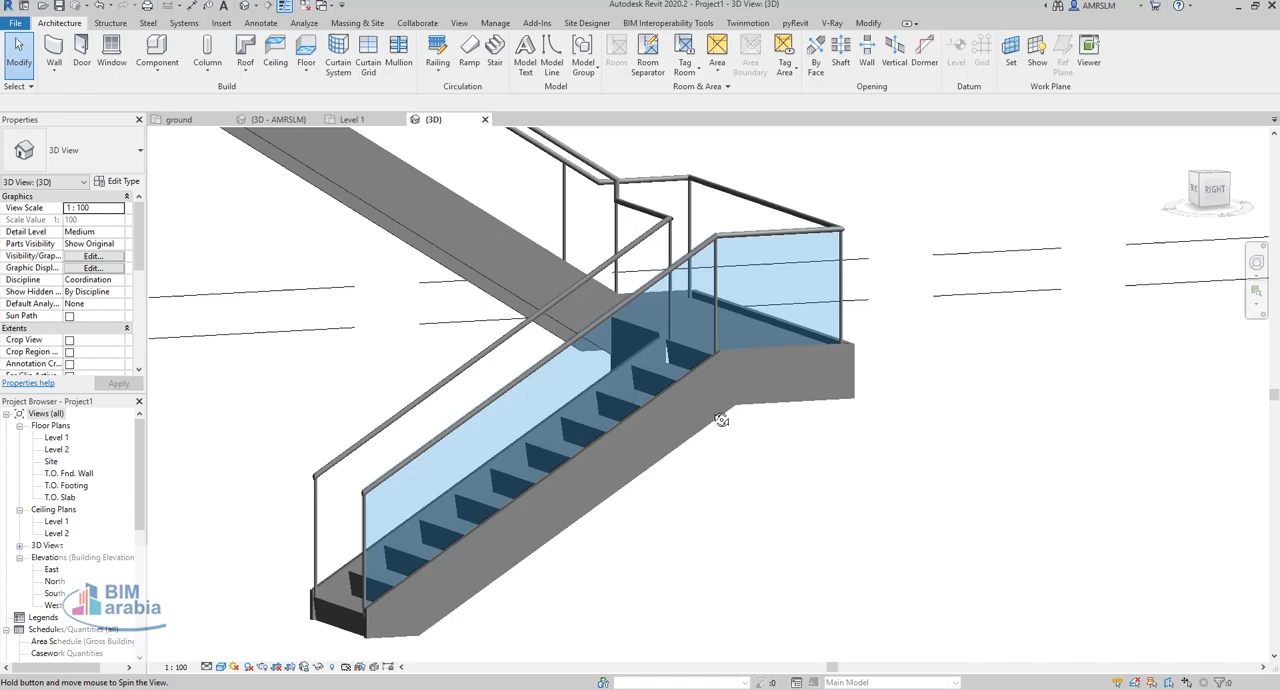 Autodesk Revit 2020.2 - Project1 - 3D View: {3D}
AMRSLM
File Architecture Structure Steel Systems Insert Annotate Analyze Massing & Site Collaborate View Manage Add-Ins Site Designer BIM Interoperability Tools Twinmotion pyRevit V-Ray Modify
Modify Wall Door Window Component Column Roof Ceiling Floor Curtain System Curtain Grid Mullion Railing Ramp Stair Model Text Model Line Model Group Room Room Separator Tag Room Area Area Boundary Tag Area By Face Shaft Wall Vertical Dormer Level Grid Set Show Ref Plane Viewer
Select Build Circulation Model Room & Area Opening Datum Work Plane
Properties
ground
{3D - AMRSLM}
Level 1
{3D}
3D View
3D View: {3D} Edit Type
Graphics
View Scale 1 : 100
Scale Value 1: 100
Detail Level Medium
Parts Visibility Show Original
Visibility/Grap... Edit...
Graphic Displ... Edit...
Discipline Coordination
Show Hidden ... By Discipline
Default Analy... None
Sun Path
Extents
Crop View
Crop Region ...
Annotation Cr...
Properties help Apply
Project Browser - Project1
Views (all)
Floor Plans
Level 1
Level 2
Site
T.O. Fnd. Wall
T.O. Footing
T.O. Slab
Ceiling Plans
Level 1
Level 2
3D Views
Elevations (Building Elevation
East
North
South
West
Legends
Schedules/Quantities (all)
Area Schedule (Gross Building
Casework Quantities
BIM
arabia
RIGHT
1 : 100
Hold button and move mouse to Spin the View.
:0
Main Model
:0